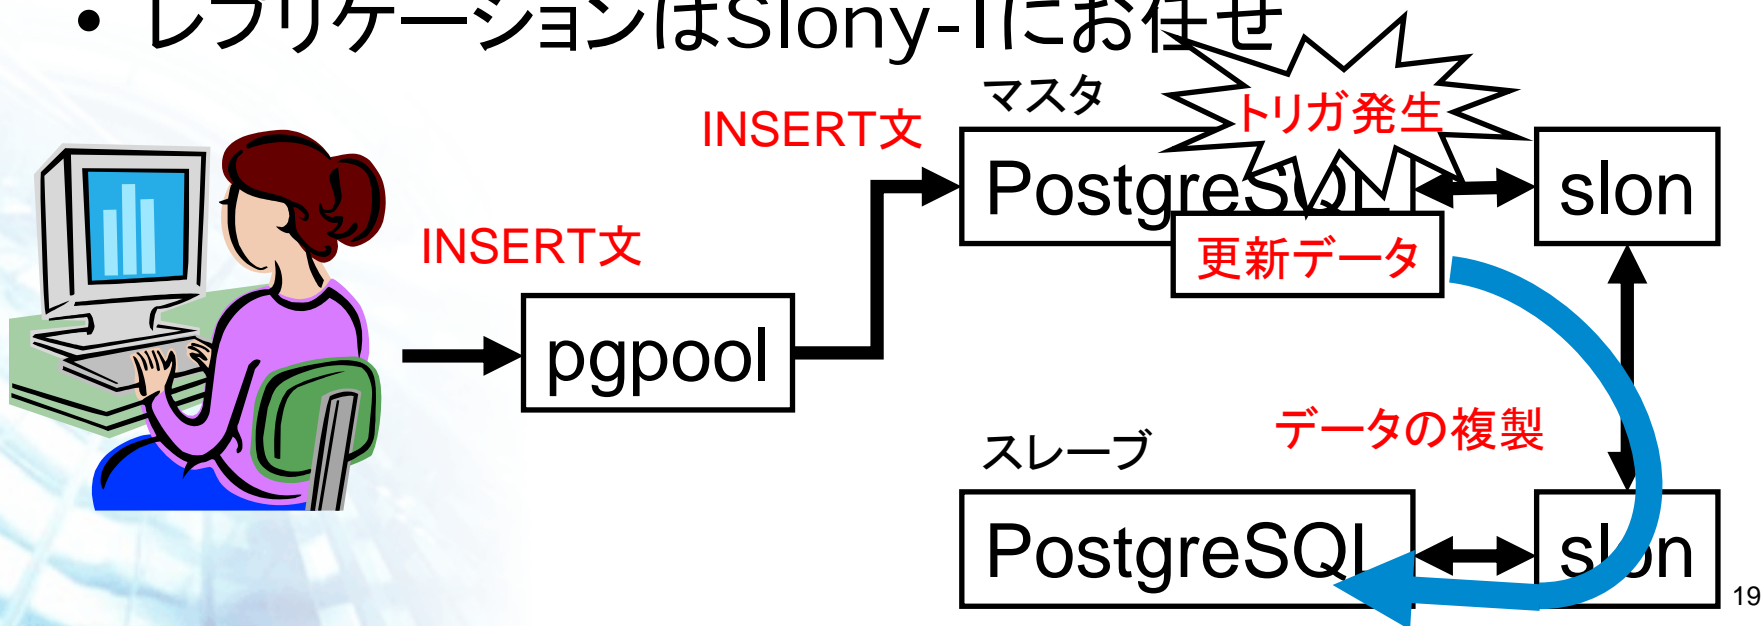 • レプリケーションはSlony-Iにお任せ
マスタ
トリガ発生
INSERT文
PostgreSQL
slon
更新データ
INSERT文
pgpool
データの複製
スレーブ
PostgreSQL
slon
19